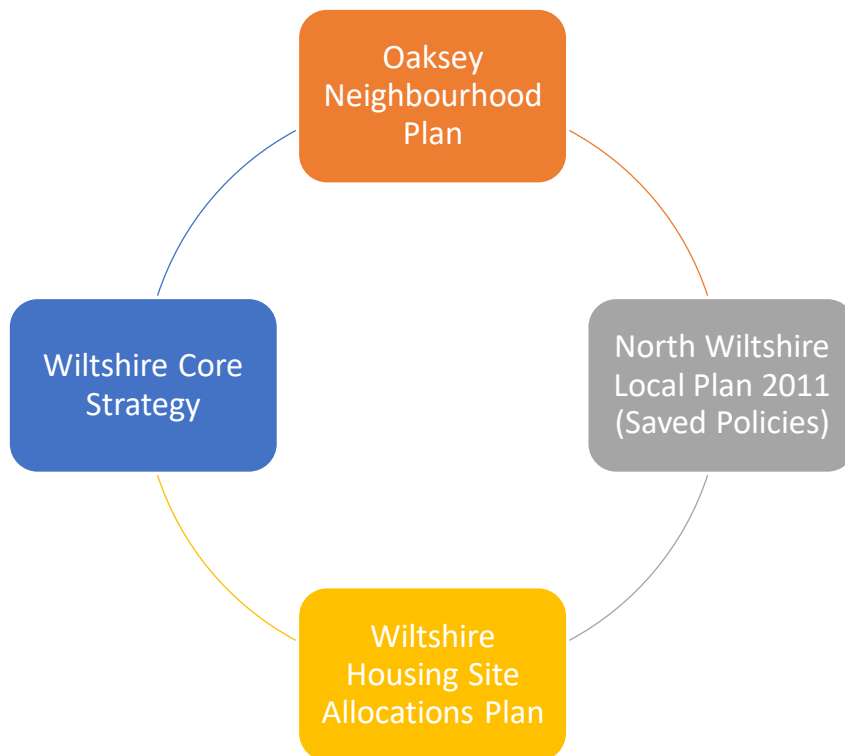 Oaksey
Neighbourhood
Plan
Wiltshire Core
Strategy
North Wiltshire
Local Plan 2011
(Saved Policies)
Wiltshire
Housing Site
Allocations Plan